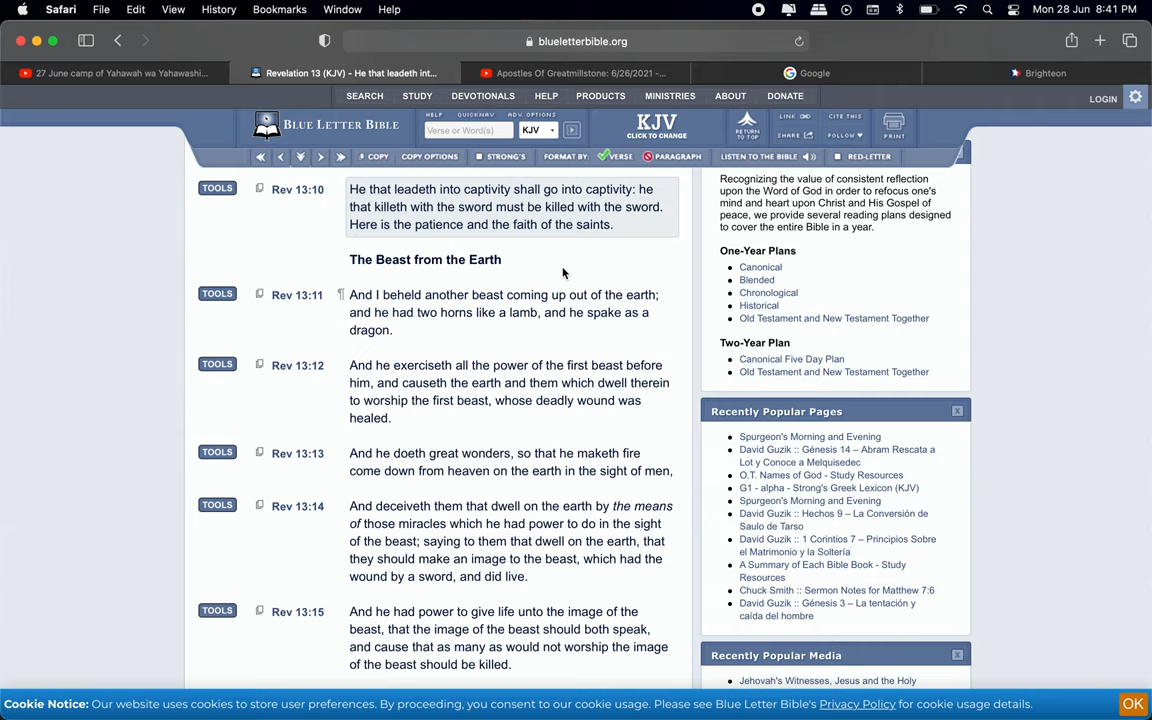 Safari File Edit View History Bookmarks Window Help Mon 28 Jun 8:41 PM
blueletterbible.org
27 June camp of Yahawah wa Yahawashi... Revelation 13 (KJV) - He that leadeth int... Apostles Of Greatmillstone: 6/26/2021 -... Google Brighteon
SEARCH STUDY DEVOTIONALS HELP PRODUCTS MINISTRIES ABOUT DONATE LOGIN
BLUE LETTER BIBLE
HELP QUICKNAV ADV. OPTIONS
Verse or Word(s) KJV
KJV
CLICK TO CHANGE
RETURN
TO TOP
LINK CITE THIS
SHARE FOLLOW
PRINT
COPY COPY OPTIONS STRONG'S FORMAT BY: VERSE PARAGRAPH LISTEN TO THE BIBLE RED-LETTER
TOOLS Rev 13:10 He that leadeth into captivity shall go into captivity: he
that killeth with the sword must be killed with the sword.
Here is the patience and the faith of the saints.
The Beast from the Earth
TOOLS Rev 13:11 ¶ And I beheld another beast coming up out of the earth;
and he had two horns like a lamb, and he spake as a
dragon.
TOOLS Rev 13:12 And he exerciseth all the power of the first beast before
him, and causeth the earth and them which dwell therein
to worship the first beast, whose deadly wound was
healed.
TOOLS Rev 13:13 And he doeth great wonders, so that he maketh fire
come down from heaven on the earth in the sight of men,
TOOLS Rev 13:14 And deceiveth them that dwell on the earth by the means
of those miracles which he had power to do in the sight
of the beast; saying to them that dwell on the earth, that
they should make an image to the beast, which had the
wound by a sword, and did live.
TOOLS Rev 13:15 And he had power to give life unto the image of the
beast, that the image of the beast should both speak,
and cause that as many as would not worship the image
of the beast should be killed.
Recognizing the value of consistent reflection
upon the Word of God in order to refocus one's
mind and heart upon Christ and His Gospel of
peace, we provide several reading plans designed
to cover the entire Bible in a year.
One-Year Plans
Canonical
Blended
Chronological
Historical
Old Testament and New Testament Together
Two-Year Plan
Canonical Five Day Plan
Old Testament and New Testament Together
Recently Popular Pages
Spurgeon's Morning and Evening
David Guzik :: Génesis 14 – Abram Rescata a
Lot y Conoce a Melquisedec
O.T. Names of God - Study Resources
G1 - alpha - Strong's Greek Lexicon (KJV)
Spurgeon's Morning and Evening
David Guzik :: Hechos 9 – La Conversión de
Saulo de Tarso
David Guzik :: 1 Corintios 7 – Principios Sobre
el Matrimonio y la Soltería
A Summary of Each Bible Book - Study
Resources
Chuck Smith :: Sermon Notes for Matthew 7:6
David Guzik :: Génesis 3 – La tentación y
caída del hombre
Recently Popular Media
Jehovah's Witnesses, Jesus and the Holy
Cookie Notice: Our website uses cookies to store user preferences. By proceeding, you consent to our cookie usage. Please see Blue Letter Bible's Privacy Policy for cookie usage details. OK